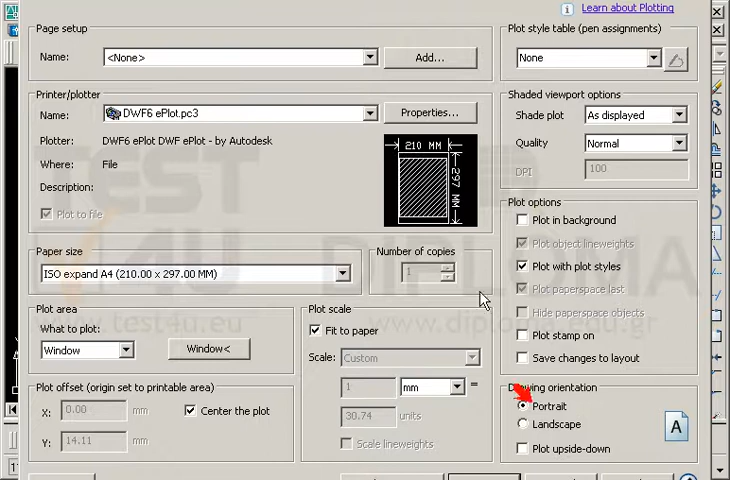 Learn about Plotting
Page setup
Name: <None> Add...
Plot style table (pen assignments)
None
Printer/plotter
Name: DWF6 ePlot.pc3 Properties...
Plotter: DWF6 ePlot DWF ePlot - by Autodesk
Where: File
Description:
Plot to file
210 MM
297 MM
Shaded viewport options
Shade plot As displayed
Quality Normal
DPI 100
Paper size
ISO expand A4 (210.00 x 297.00 MM)
Number of copies
1
Plot options
Plot in background
Plot object lineweights
Plot with plot styles
Plot paperspace last
Hide paperspace objects
Plot stamp on
Save changes to layout
Plot area
What to plot:
Window Window<
Plot scale
Fit to paper
Scale: Custom
1 mm =
30.74 units
Scale lineweights
Plot offset (origin set to printable area)
X: 0.00 mm Center the plot
Y: 14.11 mm
Drawing orientation
Portrait
Landscape
Plot upside-down
A
TEST
4U
DIPLOMA
www.test4u.eu
www.diploma.edu.gr